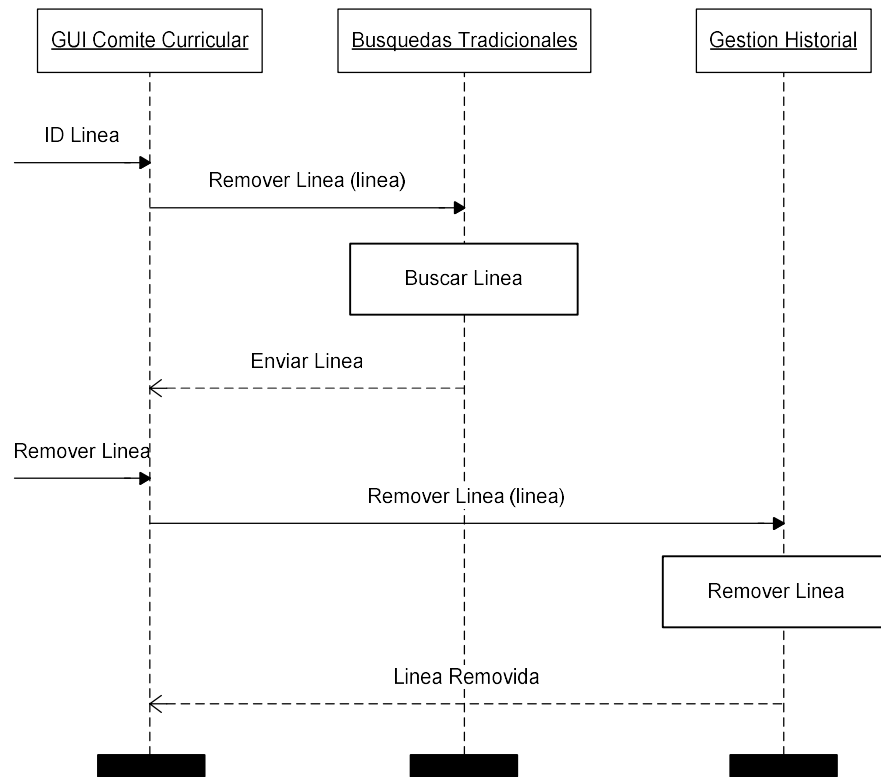 GUI Comite Curricular
Busquedas Tradicionales
Gestion Historial
ID Linea
Remover Linea (linea)
Buscar Linea
Enviar Linea
Remover Linea
Remover Linea (linea)
Remover Linea
Linea Removida